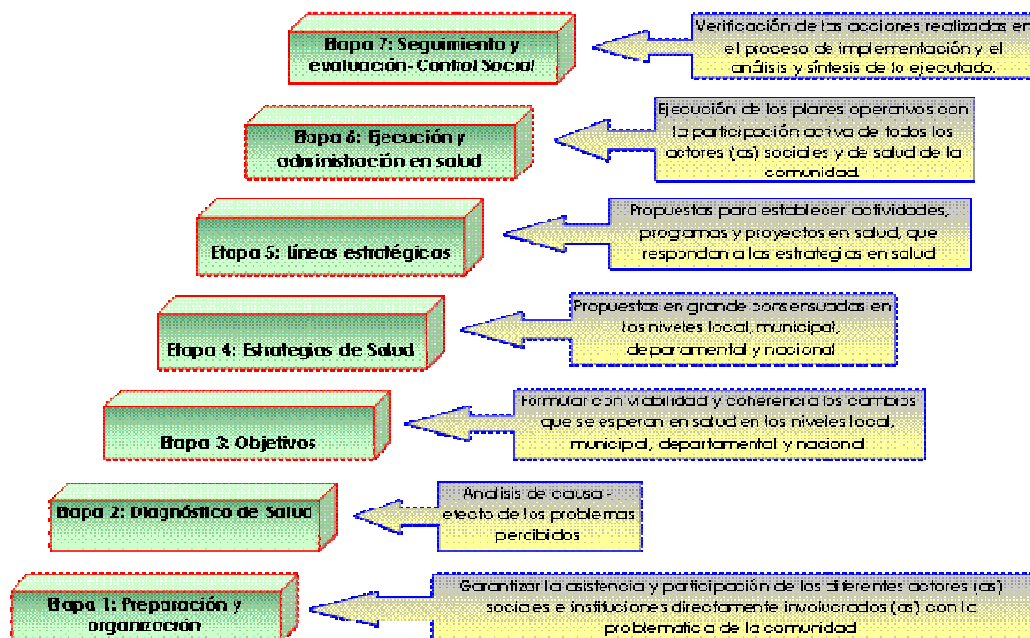 Etapa 7: Seguimiento y
evaluación- Control Social
Verificación de las acciones realizadas en
el proceso de implementación y el
análisis y síntesis de lo ejecutado.
Etapa 6: Ejecución y
administración en salud
Ejecución de los planes operativos con
la participación activa de todos los
actores (as) sociales y de salud de la
comunidad.
Etapa 5: Líneas estratégicas
Propuestas para establecer actividades,
programas y proyectos en salud, que
respondan a las estrategias en salud
Etapa 4: Estrategias de Salud
Propuestas en grande consensuadas en
los niveles local, municipal,
departamental y nacional
Etapa 3: Objetivos
Formular con viabilidad y coherencia los cambios
que se esperan en salud en los niveles local,
municipal, departamental y nacional
Etapa 2: Diagnóstico de Salud
Analisis de causa -
efecto de los problemas
percibidos
Etapa 1: Preparación y
organización
Garantizar la asistencia y participación de los diferentes actores (as)
sociales e instituciones directamente involucrados (as) con la
problematica de la comunidad